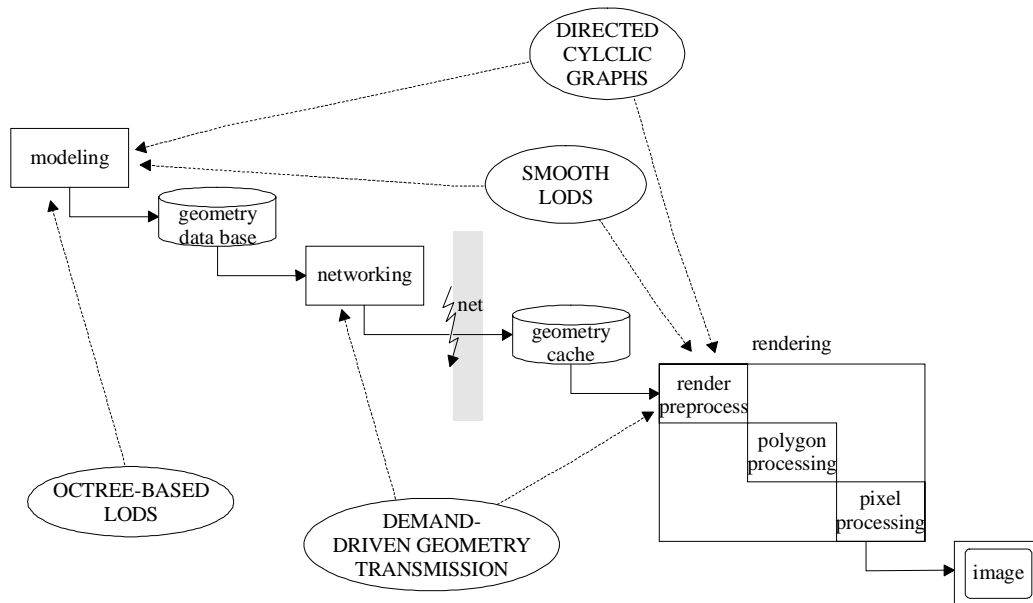 DIRECTED
CYLCLIC
GRAPHS
modeling
SMOOTH
LODS
geometry
data base
networking
net
geometry
cache
rendering
render
preprocess
polygon
processing
pixel
processing
OCTREE-BASED
LODS
DEMAND-
DRIVEN GEOMETRY
TRANSMISSION
image